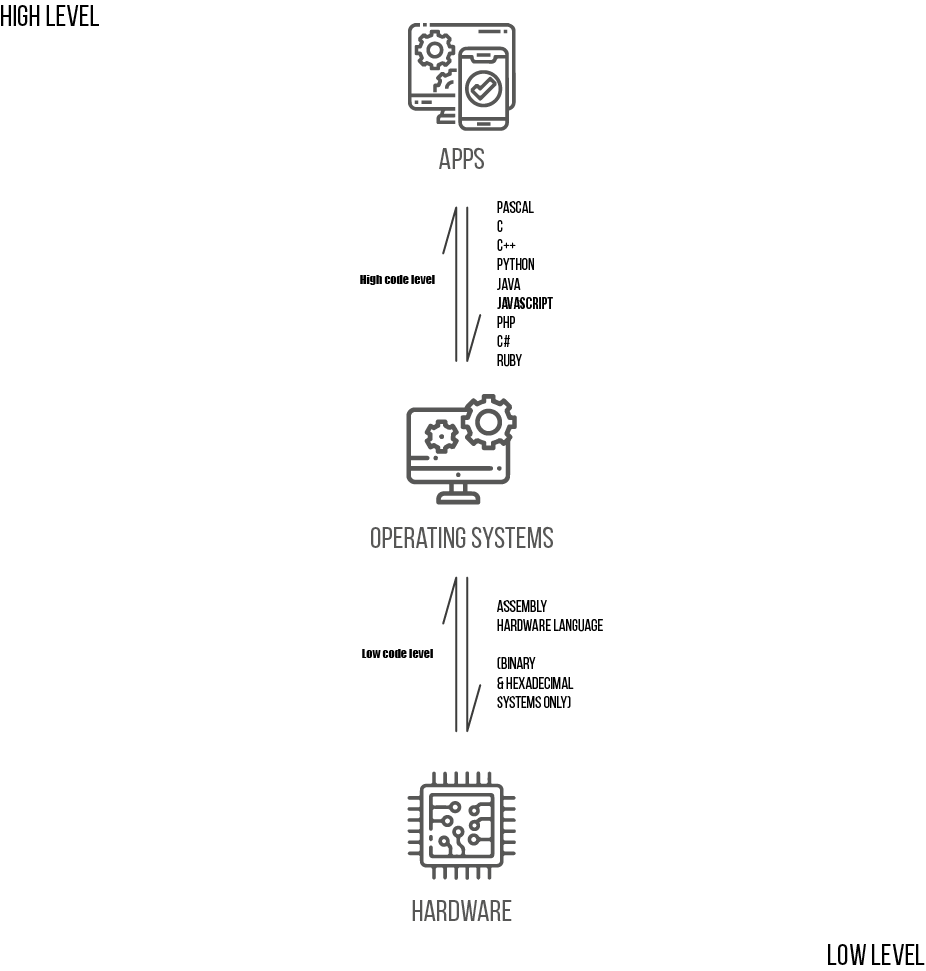 HIGH LEVEL
APPS
High code level
PASCAL
C
C++
PYTHON
JAVA
JAVASCRIPT
PHP
C#
RUBY
OPERATING SYSTEMS
Low code level
ASSEMBLY
HARDWARE LANGUAGE
(BINARY
& HEXADECIMAL
SYSTEMS ONLY)
HARDWARE
LOW LEVEL